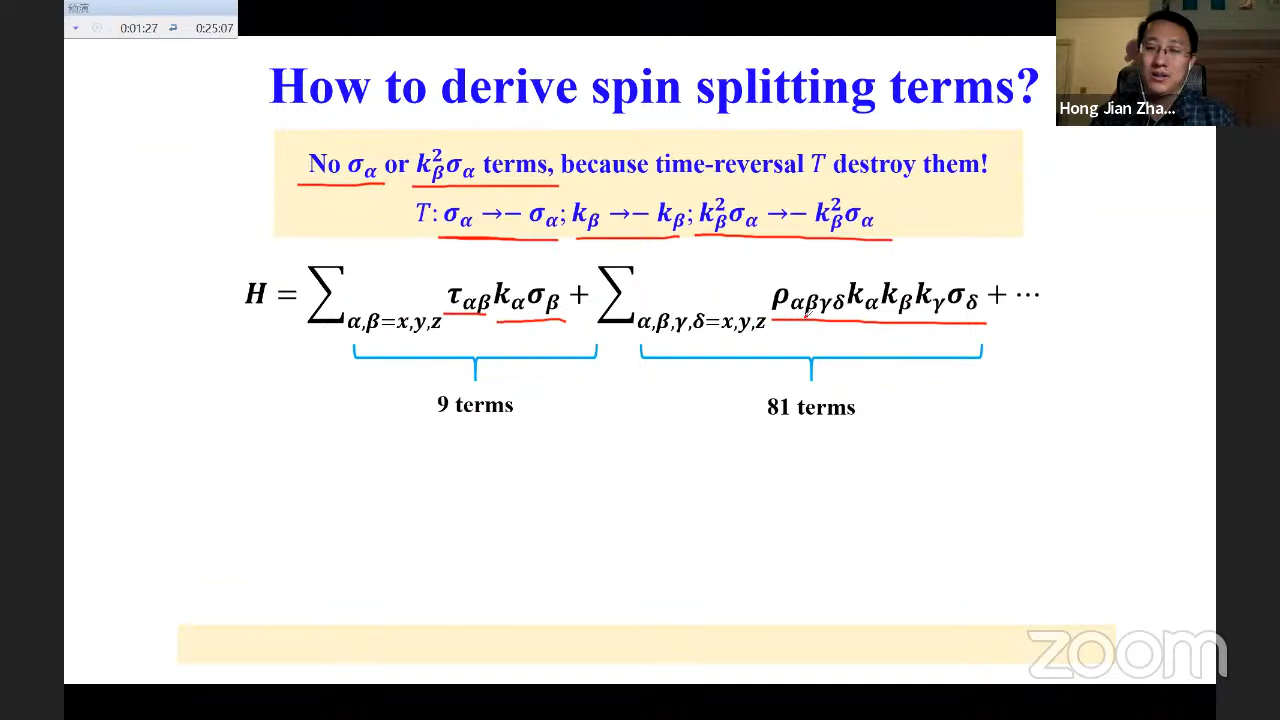 预演
0:01:27 0:25:07
How to derive spin splitting terms?
Hong Jian Zha...
No σ_α or k_β^2σ_α terms, because time-reversal T destroy them!
T: σ_α →− σ_α; k_β →− k_β; k_β^2σ_α →− k_β^2σ_α
H = ∑_{α,β=x,y,z} τ_{αβ}k_ασ_β + ∑_{α,β,γ,δ=x,y,z} ρ_{αβγδ}k_αk_βk_γσ_δ + ⋯
9 terms
81 terms
zoom